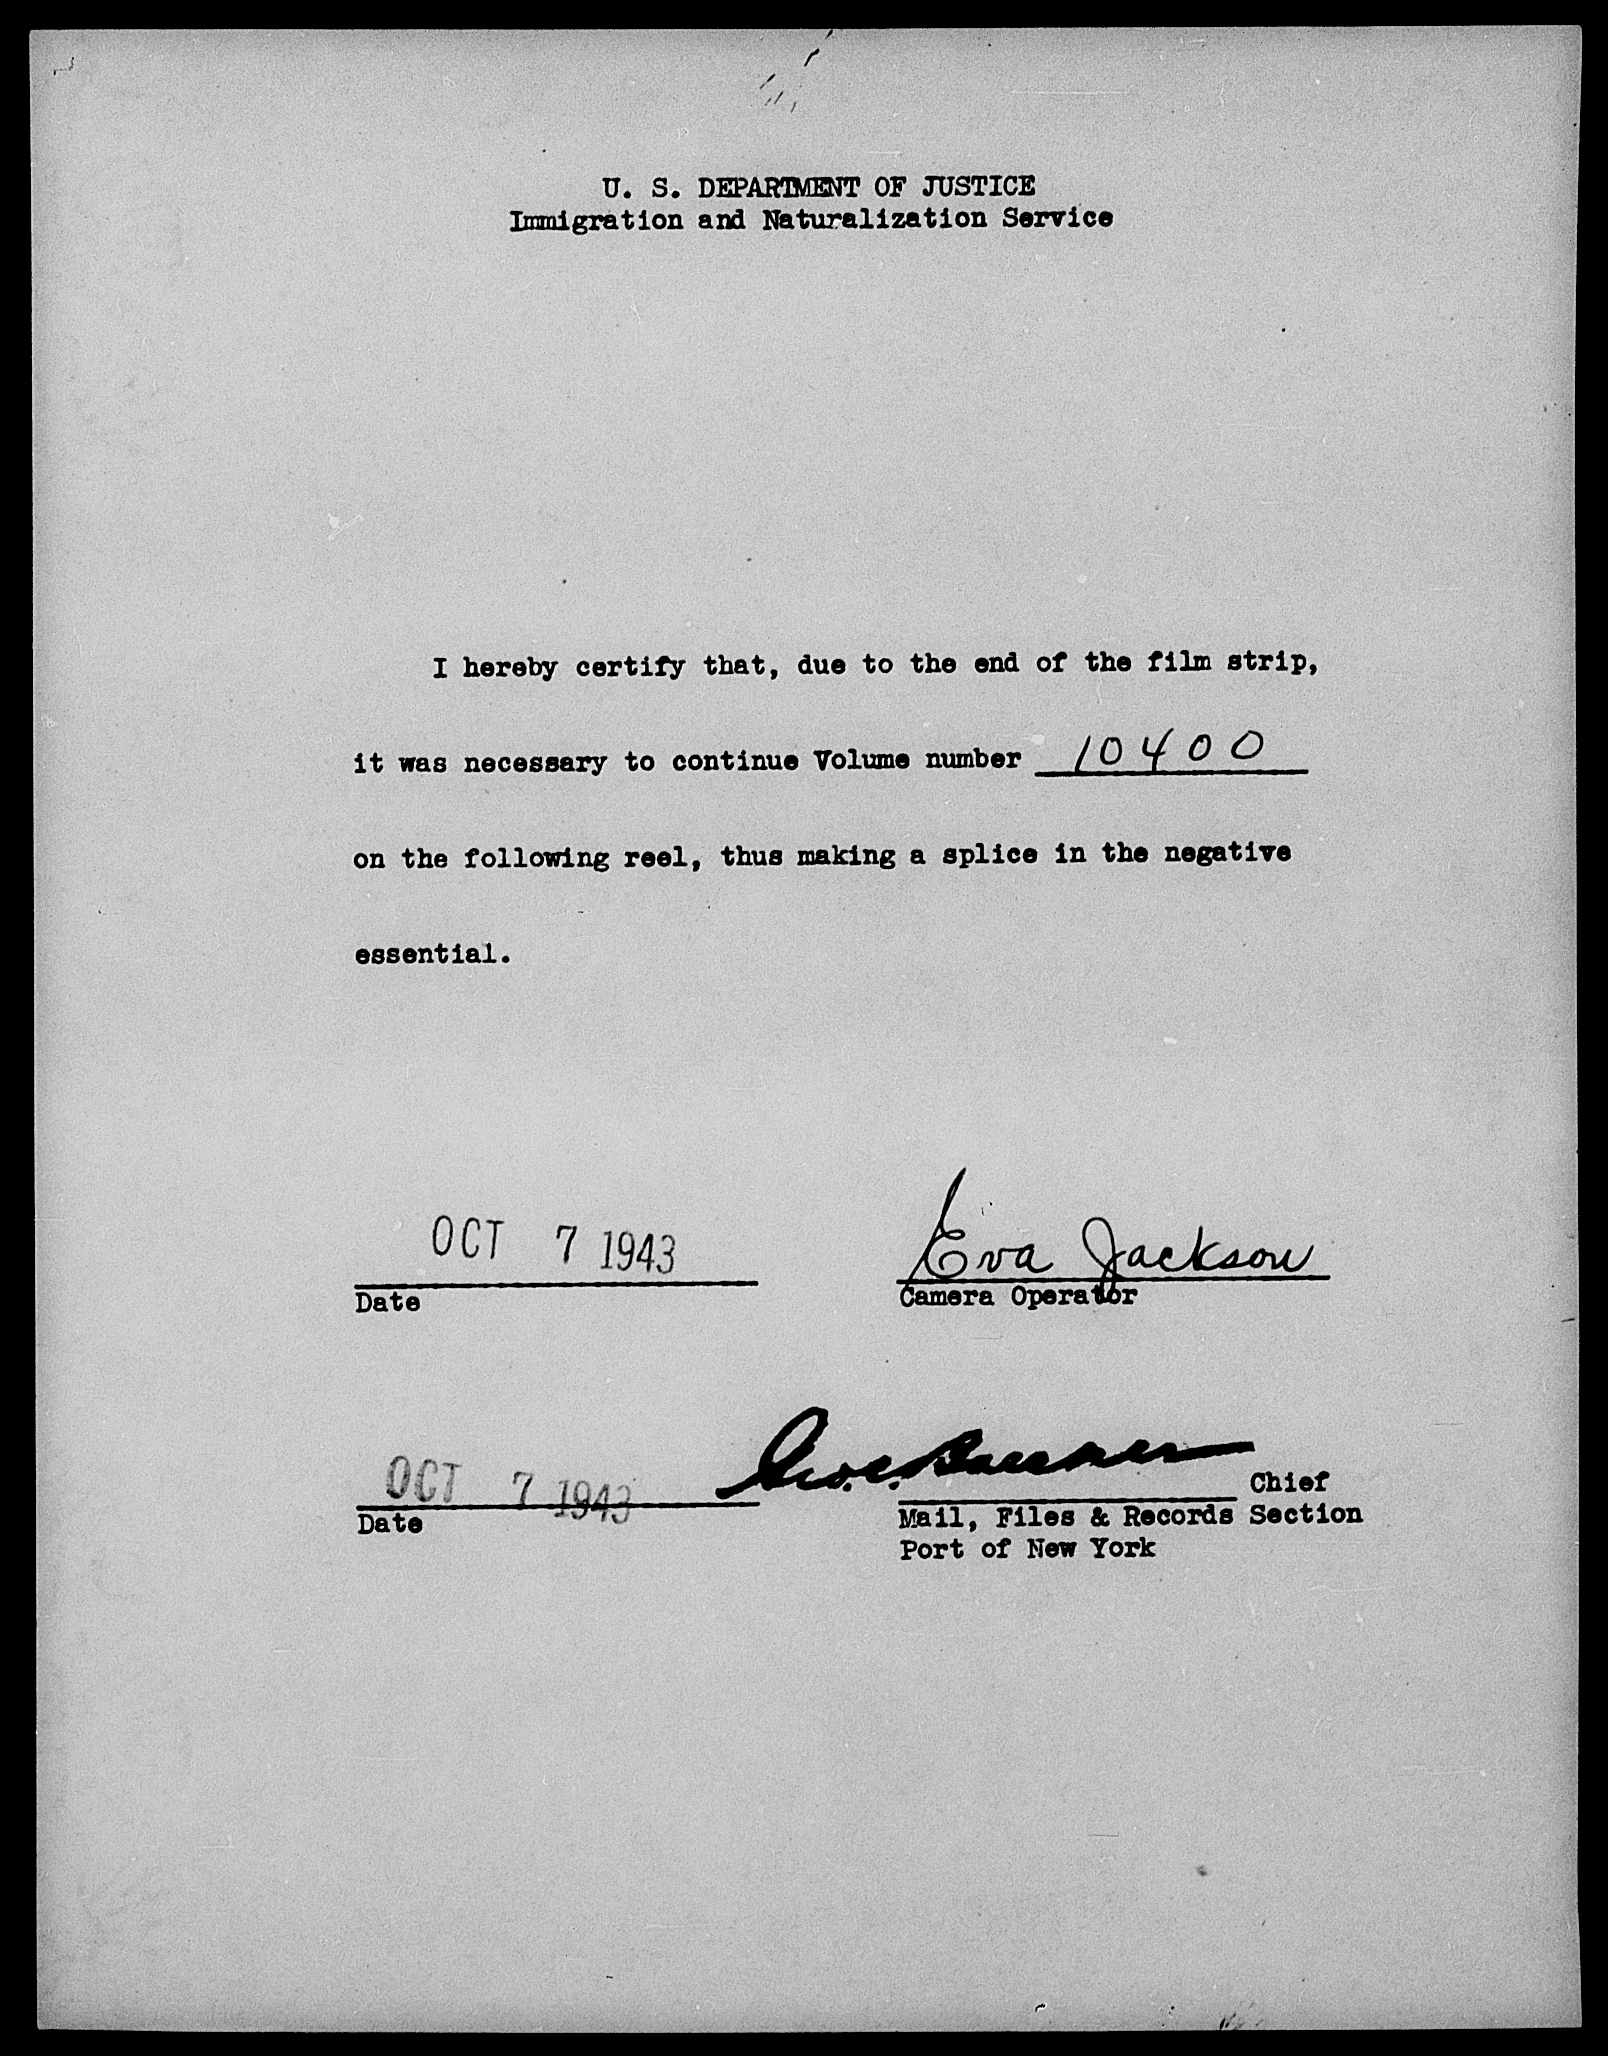 U. S. DEPARTMENT OF JUSTICE
Immigration and Naturalization Service
I hereby certify that, due to the end of the film strip,
it was necessary to continue Volume number 10400
on the following reel, thus making a splice in the negative
essential.
OCT 7 1943
Date
Eva Jackson
Camera Operator
OCT 7 1943
Date
Geo. C.
Chief
Mail, Files & Records Section
Port of New York